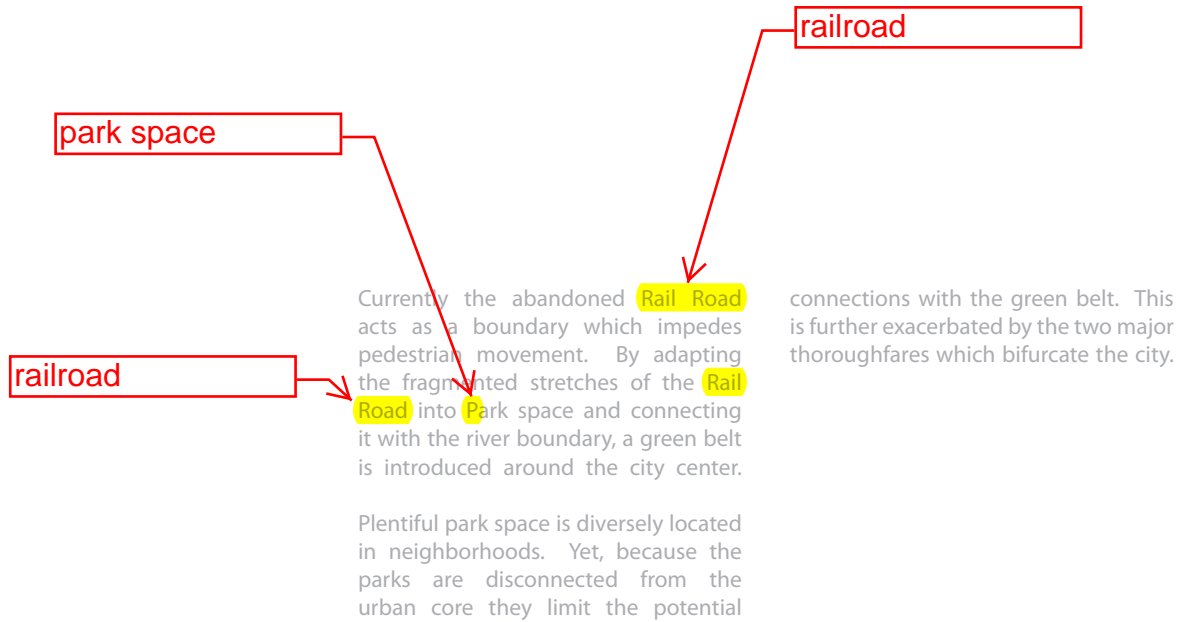 railroad
park space
railroad
Currently the abandoned Rail Road
acts as a boundary which impedes
pedestrian movement. By adapting
the fragmented stretches of the Rail
Road into Park space and connecting
it with the river boundary, a green belt
is introduced around the city center.
Plentiful park space is diversely located
in neighborhoods. Yet, because the
parks are disconnected from the
urban core they limit the potential
connections with the green belt. This
is further exacerbated by the two major
thoroughfares which bifurcate the city.